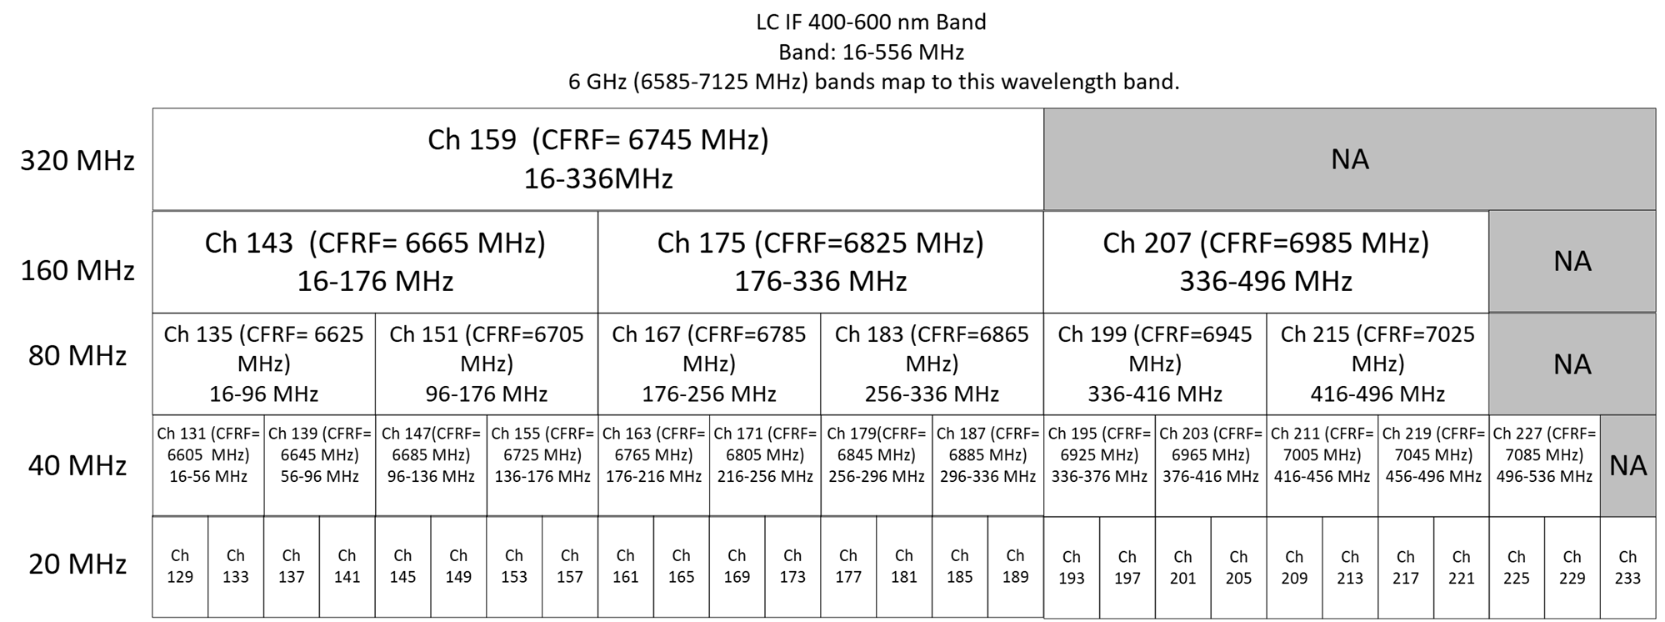 LC IF 400-600 nm Band
Band: 16-556 MHz
6 GHz (6585-7125 MHz) bands map to this wavelength band.
320 MHz
Ch 159 (CFRF= 6745 MHz)
16-336MHz
NA
160 MHz
Ch 143 (CFRF= 6665 MHz)
16-176 MHz
Ch 175 (CFRF=6825 MHz)
176-336 MHz
Ch 207 (CFRF=6985 MHz)
336-496 MHz
NA
80 MHz
Ch 135 (CFRF= 6625
MHz)
16-96 MHz
Ch 151 (CFRF=6705
MHz)
96-176 MHz
Ch 167 (CFRF=6785
MHz)
176-256 MHz
Ch 183 (CFRF=6865
MHz)
256-336 MHz
Ch 199 (CFRF=6945
MHz)
336-416 MHz
Ch 215 (CFRF=7025
MHz)
416-496 MHz
NA
40 MHz
Ch 131 (CFRF=
6605 MHz)
16-56 MHz
Ch 139 (CFRF=
6645 MHz)
56-96 MHz
Ch 147(CFRF=
6685 MHz)
96-136 MHz
Ch 155 (CFRF=
6725 MHz)
136-176 MHz
Ch 163 (CFRF=
6765 MHz)
176-216 MHz
Ch 171 (CFRF=
6805 MHz)
216-256 MHz
Ch 179(CFRF=
6845 MHz)
256-296 MHz
Ch 187 (CFRF=
6885 MHz)
296-336 MHz
Ch 195 (CFRF=
6925 MHz)
336-376 MHz
Ch 203 (CFRF=
6965 MHz)
376-416 MHz
Ch 211 (CFRF=
7005 MHz)
416-456 MHz
Ch 219 (CFRF=
7045 MHz)
456-496 MHz
Ch 227 (CFRF=
7085 MHz)
496-536 MHz
NA
20 MHz
Ch
129
Ch
133
Ch
137
Ch
141
Ch
145
Ch
149
Ch
153
Ch
157
Ch
161
Ch
165
Ch
169
Ch
173
Ch
177
Ch
181
Ch
185
Ch
189
Ch
193
Ch
197
Ch
201
Ch
205
Ch
209
Ch
213
Ch
217
Ch
221
Ch
225
Ch
229
Ch
233